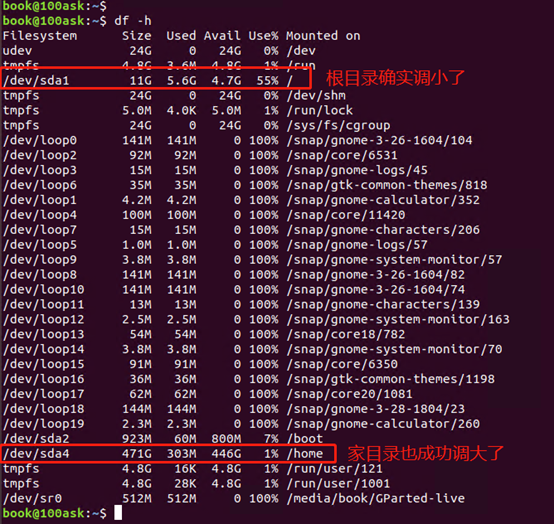 book@100ask:~$
book@100ask:~$ df -h
Filesystem Size Used Avail Use% Mounted on
udev 24G 0 24G 0% /dev
tmpfs 4.8G 3.6M 4.8G 1% /run
/dev/sda1 11G 5.6G 4.7G 55% / 根目录确实调小了
tmpfs 24G 0 24G 0% /dev/shm
tmpfs 5.0M 4.0K 5.0M 1% /run/lock
tmpfs 24G 0 24G 0% /sys/fs/cgroup
/dev/loop0 141M 141M 0 100% /snap/gnome-3-26-1604/104
/dev/loop2 92M 92M 0 100% /snap/core/6531
/dev/loop3 15M 15M 0 100% /snap/gnome-logs/45
/dev/loop6 35M 35M 0 100% /snap/gtk-common-themes/818
/dev/loop1 4.2M 4.2M 0 100% /snap/gnome-calculator/352
/dev/loop4 100M 100M 0 100% /snap/core/11420
/dev/loop7 15M 15M 0 100% /snap/gnome-characters/206
/dev/loop5 1.0M 1.0M 0 100% /snap/gnome-logs/57
/dev/loop9 3.8M 3.8M 0 100% /snap/gnome-system-monitor/57
/dev/loop8 141M 141M 0 100% /snap/gnome-3-26-1604/82
/dev/loop10 141M 141M 0 100% /snap/gnome-3-26-1604/74
/dev/loop11 13M 13M 0 100% /snap/gnome-characters/139
/dev/loop12 2.5M 2.5M 0 100% /snap/gnome-system-monitor/163
/dev/loop13 54M 54M 0 100% /snap/core18/782
/dev/loop14 3.8M 3.8M 0 100% /snap/gnome-system-monitor/70
/dev/loop15 91M 91M 0 100% /snap/core/6350
/dev/loop16 36M 36M 0 100% /snap/gtk-common-themes/1198
/dev/loop17 62M 62M 0 100% /snap/core20/1081
/dev/loop18 144M 144M 0 100% /snap/gnome-3-28-1804/23
/dev/loop19 2.3M 2.3M 0 100% /snap/gnome-calculator/260
/dev/sda2 923M 60M 800M 7% /boot
/dev/sda4 471G 303M 446G 1% /home 家目录也成功调大了
tmpfs 4.8G 16K 4.8G 1% /run/user/121
tmpfs 4.8G 28K 4.8G 1% /run/user/1001
/dev/sr0 512M 512M 0 100% /media/book/GParted-live
book@100ask:~$